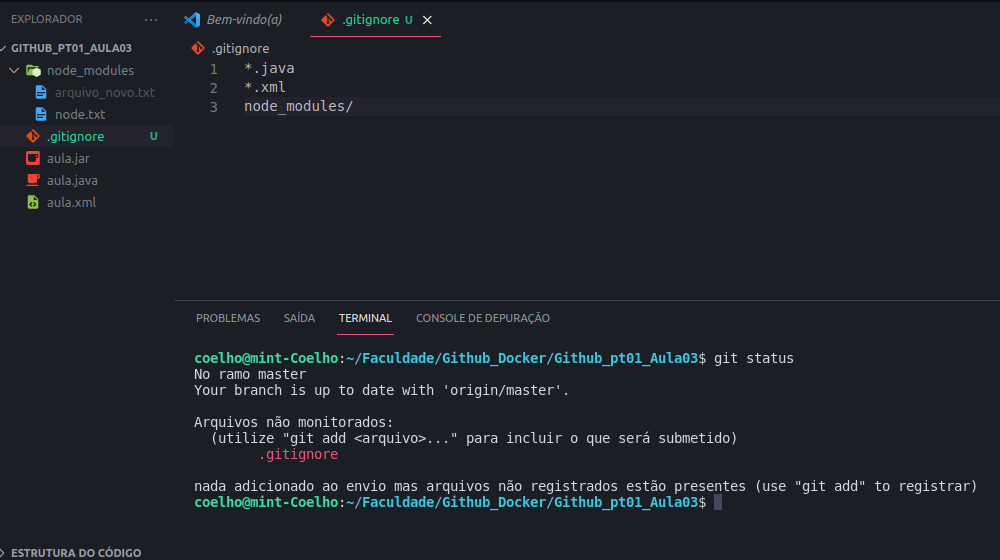 EXPLORADOR ...
GITHUB_PT01_AULA03
node_modules
arquivo_novo.txt
node.txt
.gitignore U
aula.jar
aula.java
aula.xml
ESTRUTURA DO CÓDIGO
Bem-vindo(a) .gitignore U
.gitignore
1 *.java
2 *.xml
3 node_modules/
PROBLEMAS SAÍDA TERMINAL CONSOLE DE DEPURAÇÃO
coelho@mint-Coelho:~/Faculdade/Github_Docker/Github_pt01_Aula03$ git status
No ramo master
Your branch is up to date with 'origin/master'.
Arquivos não monitorados:
(utilize "git add <arquivo>..." para incluir o que será submetido)
.gitignore
nada adicionado ao envio mas arquivos não registrados estão presentes (use "git add" to registrar)
coelho@mint-Coelho:~/Faculdade/Github_Docker/Github_pt01_Aula03$